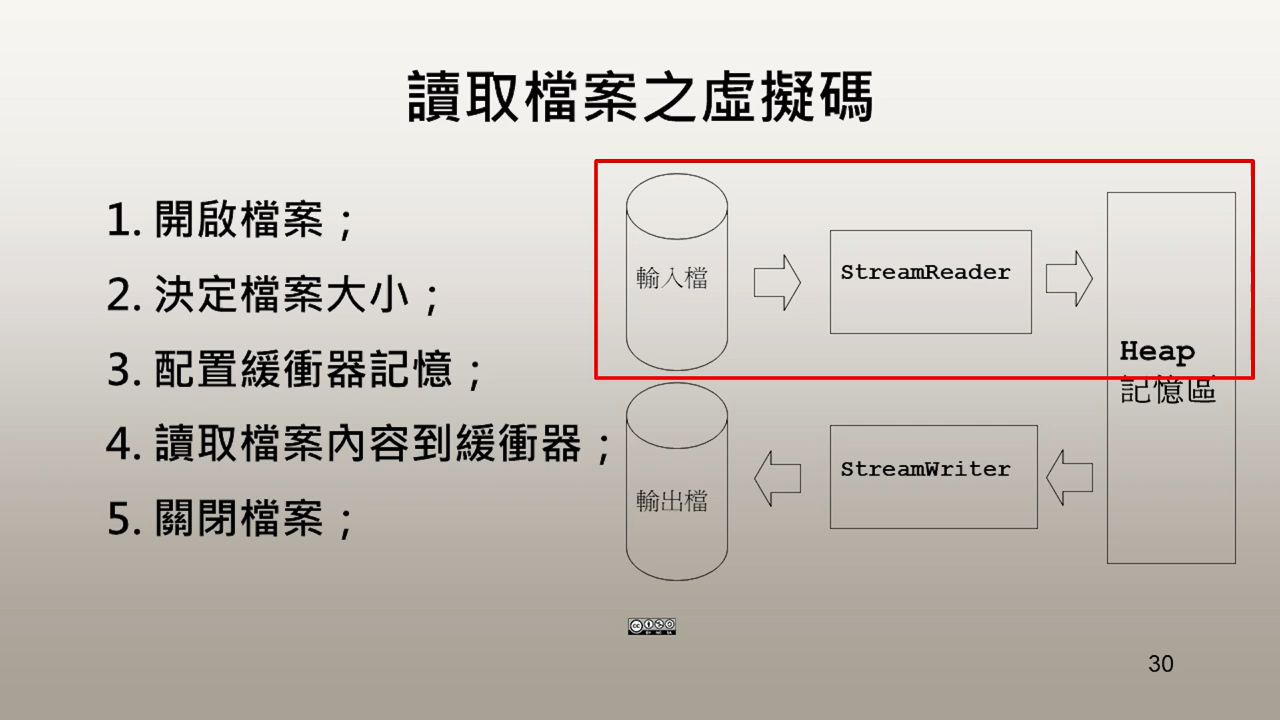 讀取檔案之虛擬碼
1. 開啟檔案；
2. 決定檔案大小；
3. 配置緩衝器記憶；
4. 讀取檔案內容到緩衝器；
5. 關閉檔案；
輸入檔
StreamReader
Heap
記憶區
輸出檔
StreamWriter
30